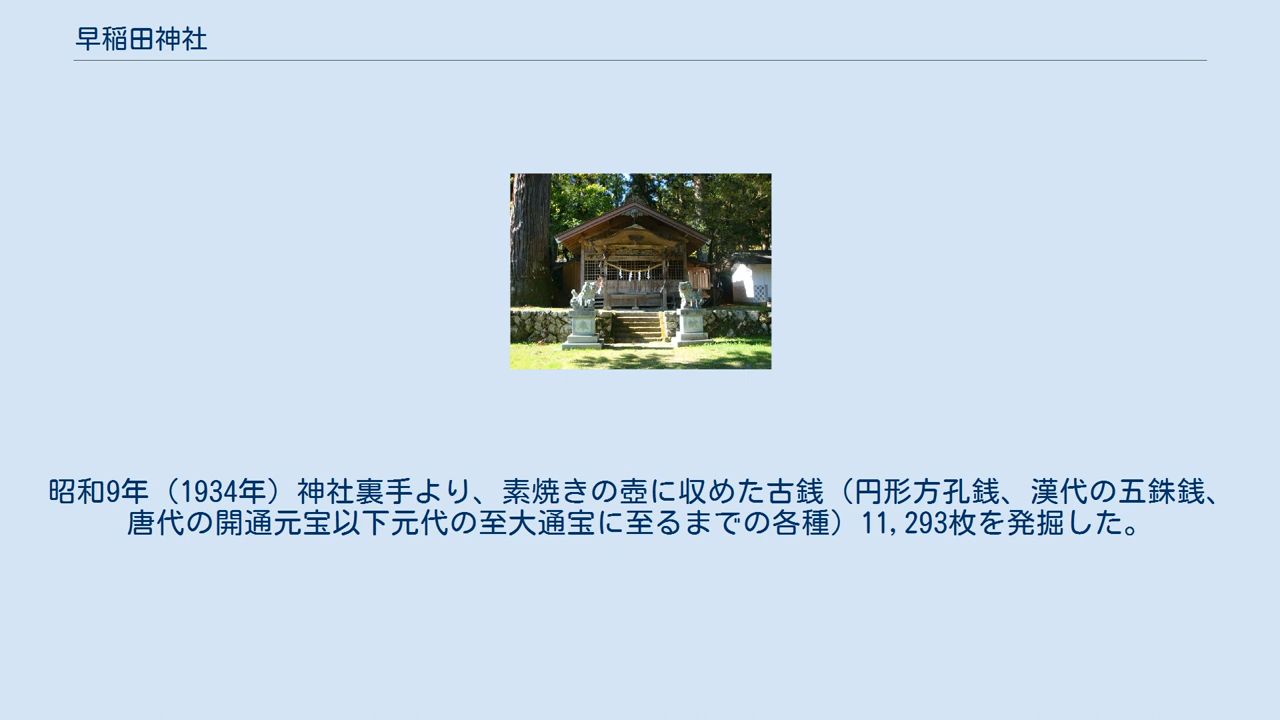 早稲田神社
昭和9年（1934年）神社裏手より、素焼きの壺に収めた古銭（円形方孔銭、漢代の五銖銭、
唐代の開通元宝以下元代の至大通宝に至るまでの各種）11,293枚を発掘した。